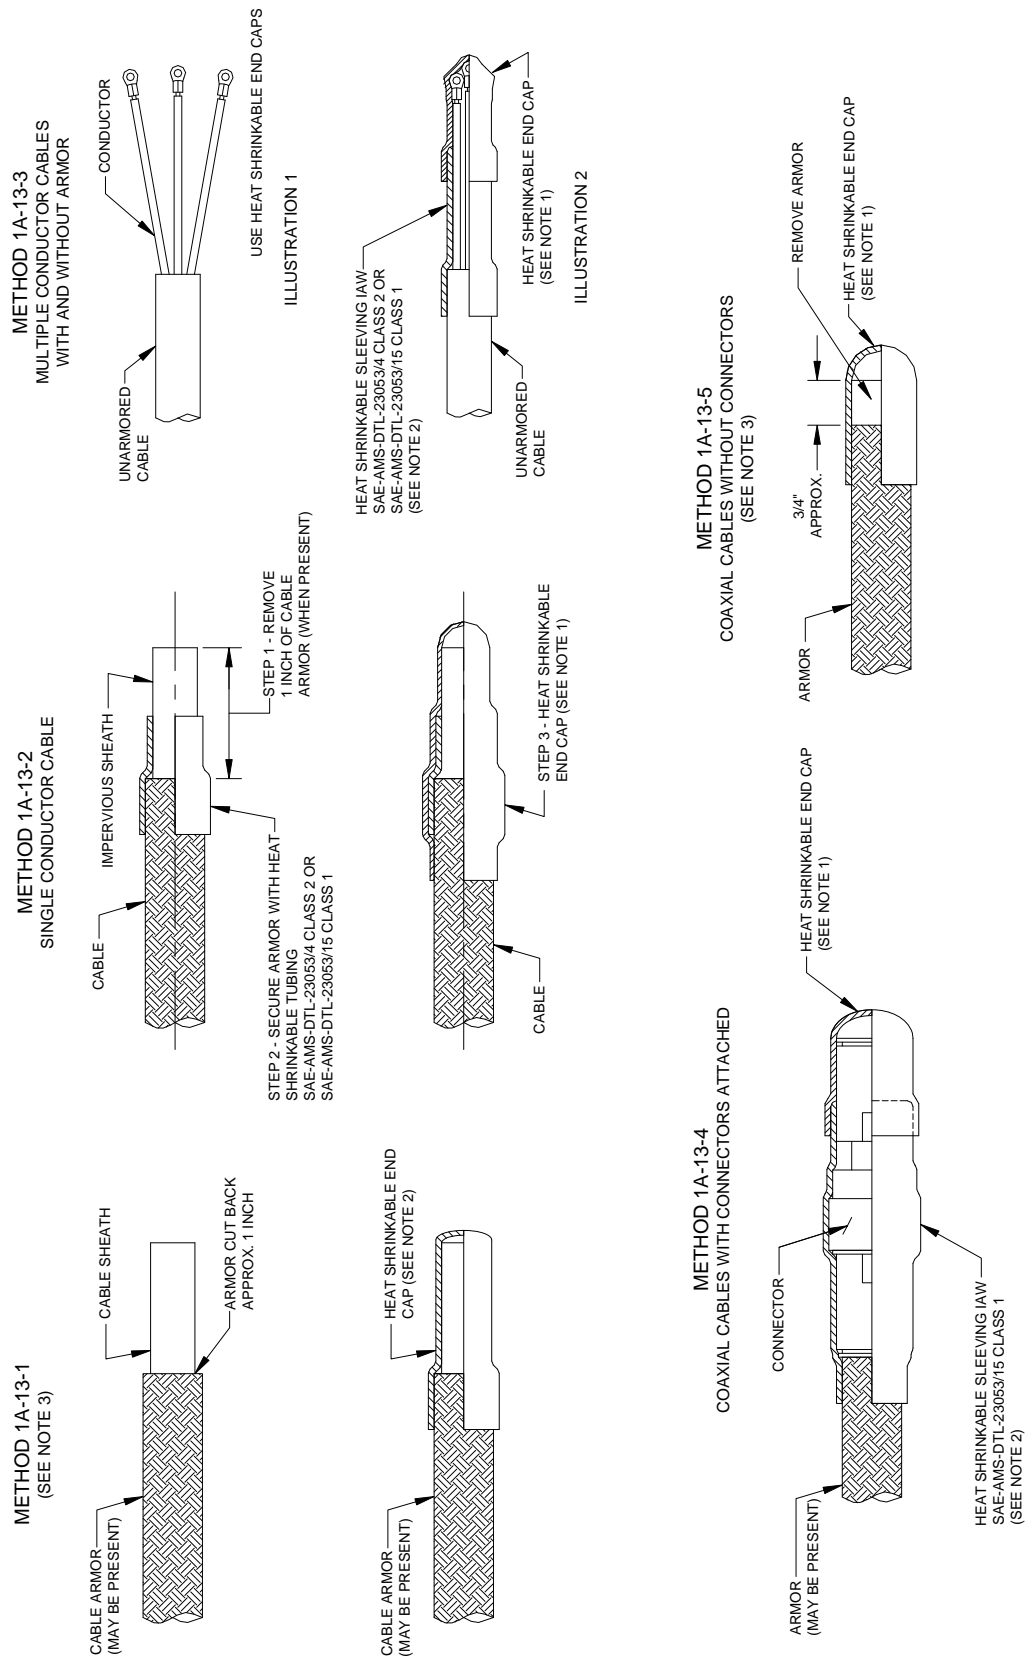 METHOD 1A-13-1
(SEE NOTE 3)
CABLE ARMOR
(MAY BE PRESENT)
CABLE SHEATH
ARMOR CUT BACK
APPROX. 1 INCH
CABLE ARMOR
(MAY BE PRESENT)
HEAT SHRINKABLE END
CAP (SEE NOTE 2)
METHOD 1A-13-2
SINGLE CONDUCTOR CABLE
CABLE
IMPERVIOUS SHEATH
STEP 1 - REMOVE
1 INCH OF CABLE
ARMOR (WHEN PRESENT)
STEP 2 - SECURE ARMOR WITH HEAT
SHRINKABLE TUBING
SAE-AMS-DTL-23053/4 CLASS 2 OR
SAE-AMS-DTL-23053/15 CLASS 1
CABLE
STEP 3 - HEAT SHRINKABLE
END CAP (SEE NOTE 1)
METHOD 1A-13-3
MULTIPLE CONDUCTOR CABLES
WITH AND WITHOUT ARMOR
UNARMORED
CABLE
CONDUCTOR
USE HEAT SHRINKABLE END CAPS
ILLUSTRATION 1
HEAT SHRINKABLE SLEEVING IAW
SAE-AMS-DTL-23053/4 CLASS 2 OR
SAE-AMS-DTL-23053/15 CLASS 1
(SEE NOTE 2)
UNARMORED
CABLE
HEAT SHRINKABLE END CAP
(SEE NOTE 1)
ILLUSTRATION 2
METHOD 1A-13-4
COAXIAL CABLES WITH CONNECTORS ATTACHED
ARMOR
(MAY BE PRESENT)
CONNECTOR
HEAT SHRINKABLE END CAP
(SEE NOTE 1)
HEAT SHRINKABLE SLEEVING IAW
SAE-AMS-DTL-23053/15 CLASS 1
(SEE NOTE 2)
METHOD 1A-13-5
COAXIAL CABLES WITHOUT CONNECTORS
(SEE NOTE 3)
ARMOR
3/4"
APPROX.
REMOVE ARMOR
HEAT SHRINKABLE END CAP
(SEE NOTE 1)